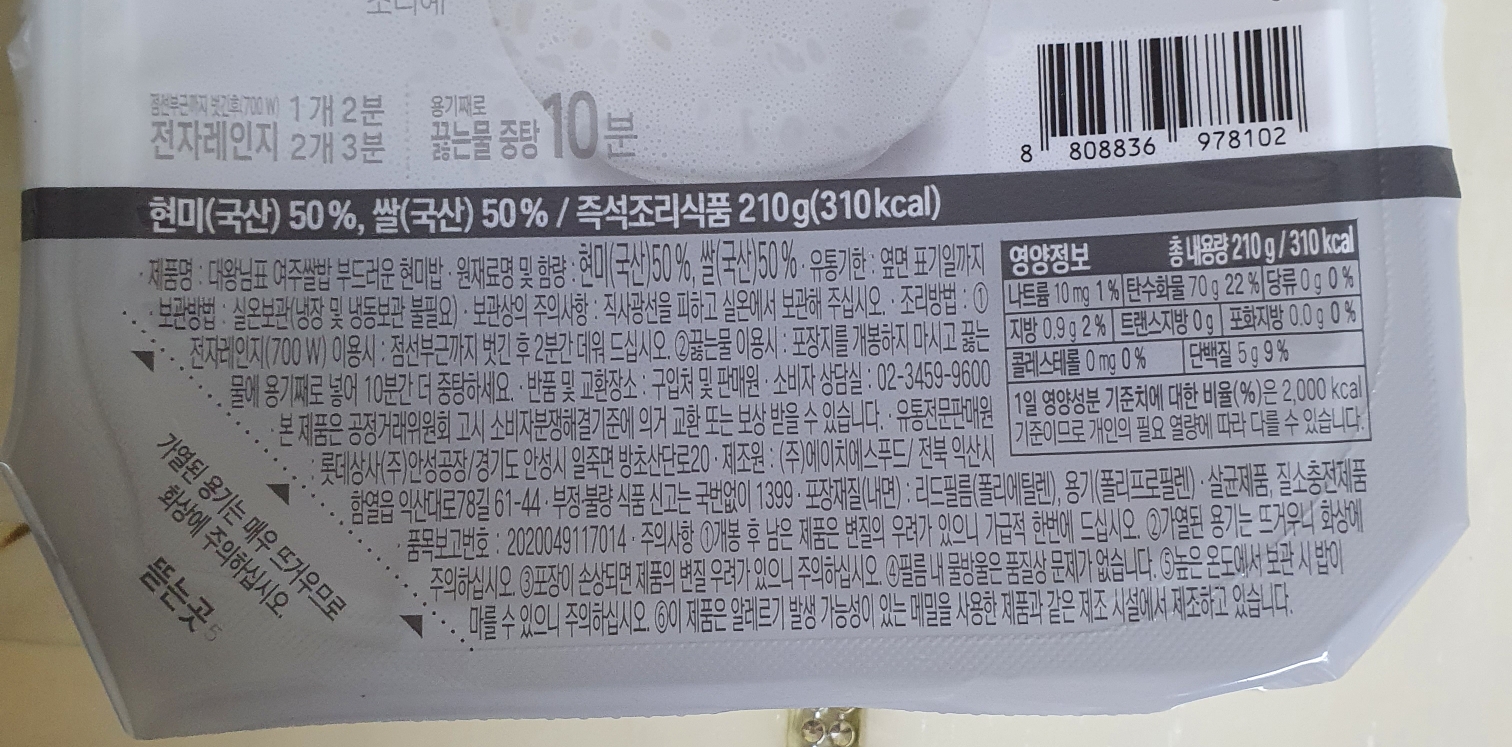 점선부근까지 벗긴후(700 W) 1개 2분
전자레인지 2개 3분
용기째로
끓는물 중탕 10분
8 808836 978102
현미(국산) 50%, 쌀(국산) 50% / 즉석조리식품 210g(310kcal)
· 제품명 : 대왕님표 여주쌀밥 부드러운 현미밥 · 원재료명 및 함량 : 현미(국산)50%, 쌀(국산)50% · 유통기한 : 옆면 표기일까지
· 보관방법 : 실온보관(냉장 및 냉동보관 불필요) · 보관상의 주의사항 : 직사광선을 피하고 실온에서 보관해 주십시오. · 조리방법 : ①
전자레인지(700 W) 이용시 : 점선부근까지 벗긴 후 2분간 데워 드십시오. ②끓는물 이용시 : 포장지를 개봉하지 마시고 끓는
물에 용기째로 넣어 10분간 더 중탕하세요. · 반품 및 교환장소 : 구입처 및 판매원 · 소비자 상담실 : 02-3459-9600
· 본 제품은 공정거래위원회 고시 소비자분쟁해결기준에 의거 교환 또는 보상 받을 수 있습니다. · 유통전문판매원
: 롯데상사(주)안성공장/경기도 안성시 일죽면 방초산단로20 · 제조원 : (주)에이치에스푸드/ 전북 익산시
함열읍 익산대로78길 61-44 · 부정·불량 식품 신고는 국번없이 1399 · 포장재질(내면) : 리드필름(폴리에틸렌), 용기(폴리프로필렌) · 살균제품, 질소충전제품
· 품목보고번호 : 2020049117014 · 주의사항 ①개봉 후 남은 제품은 변질의 우려가 있으니 가급적 한번에 드십시오. ②가열된 용기는 뜨거우니 화상에
주의하십시오. ③포장이 손상되면 제품의 변질 우려가 있으니 주의하십시오. ④필름 내 물방울은 품질상 문제가 없습니다. ⑤높은 온도에서 보관 시 밥이
마를 수 있으니 주의하십시오. ⑥이 제품은 알레르기 발생 가능성이 있는 메밀을 사용한 제품과 같은 제조 시설에서 제조하고 있습니다.
영양정보 총 내용량 210 g / 310 kcal
나트륨 10 mg 1% 탄수화물 70 g 22% 당류 0 g 0%
지방 0.9 g 2% 트랜스지방 0 g 포화지방 0.0 g 0%
콜레스테롤 0 mg 0% 단백질 5 g 9%
1일 영양성분 기준치에 대한 비율(%)은 2,000 kcal
기준이므로 개인의 필요 열량에 따라 다를 수 있습니다.
가열된 용기는 매우 뜨거우므로
화상에 주의하십시오.
뜯는곳 5